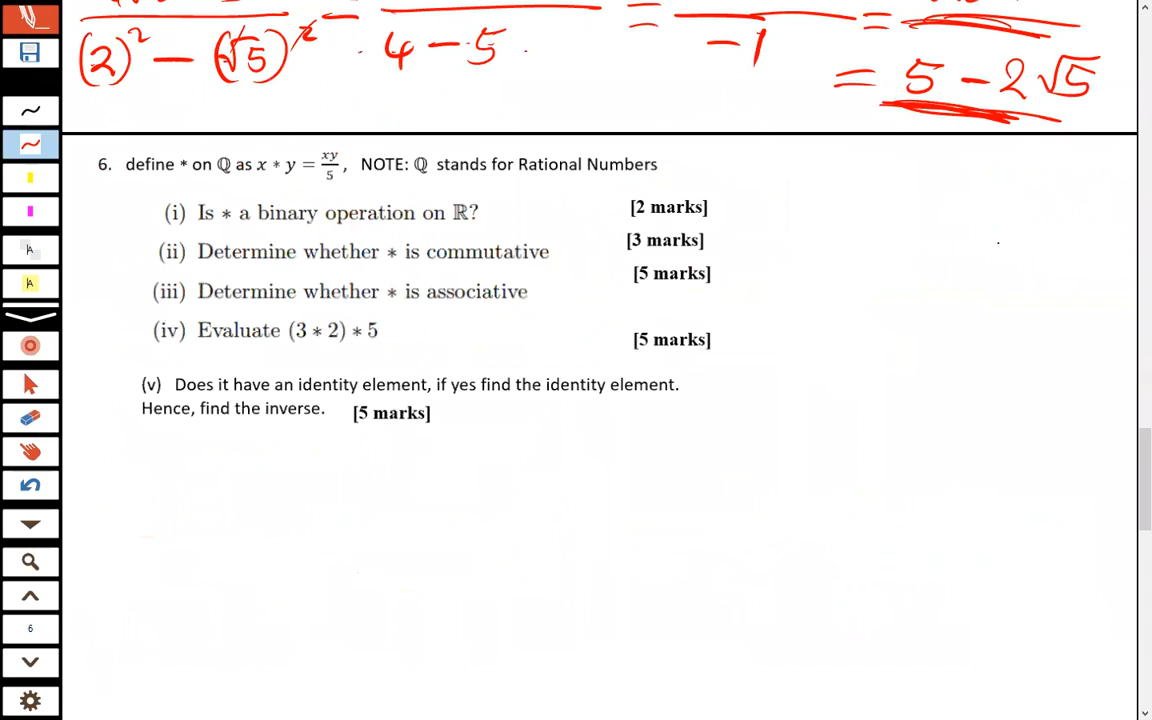 (2)² − (√5)² = 4 − 5 = −1 =
= 5 − 2√5
6. define * on ℚ as x * y = xy/5, NOTE: ℚ stands for Rational Numbers
(i) Is * a binary operation on ℝ? [2 marks]
(ii) Determine whether * is commutative [3 marks]
(iii) Determine whether * is associative [5 marks]
(iv) Evaluate (3 * 2) * 5 [5 marks]
(v) Does it have an identity element, if yes find the identity element.
Hence, find the inverse. [5 marks]
A
A
6